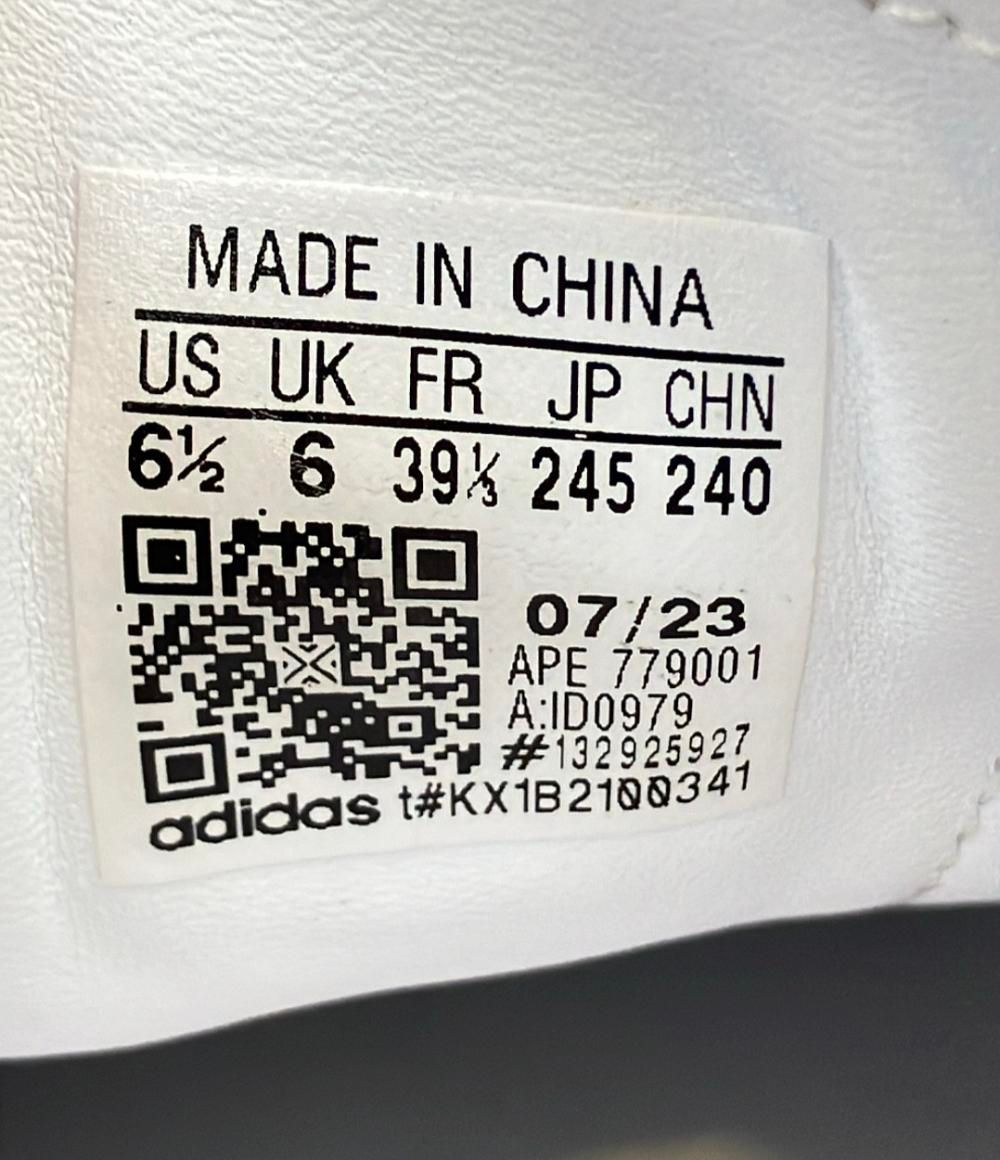 MADE IN CHINA
US UK FR JP CHN
6½ 6 39⅓ 245 240
07/23
APE 779001
A:ID0979
#132925927
adidas t#KX1B2100341